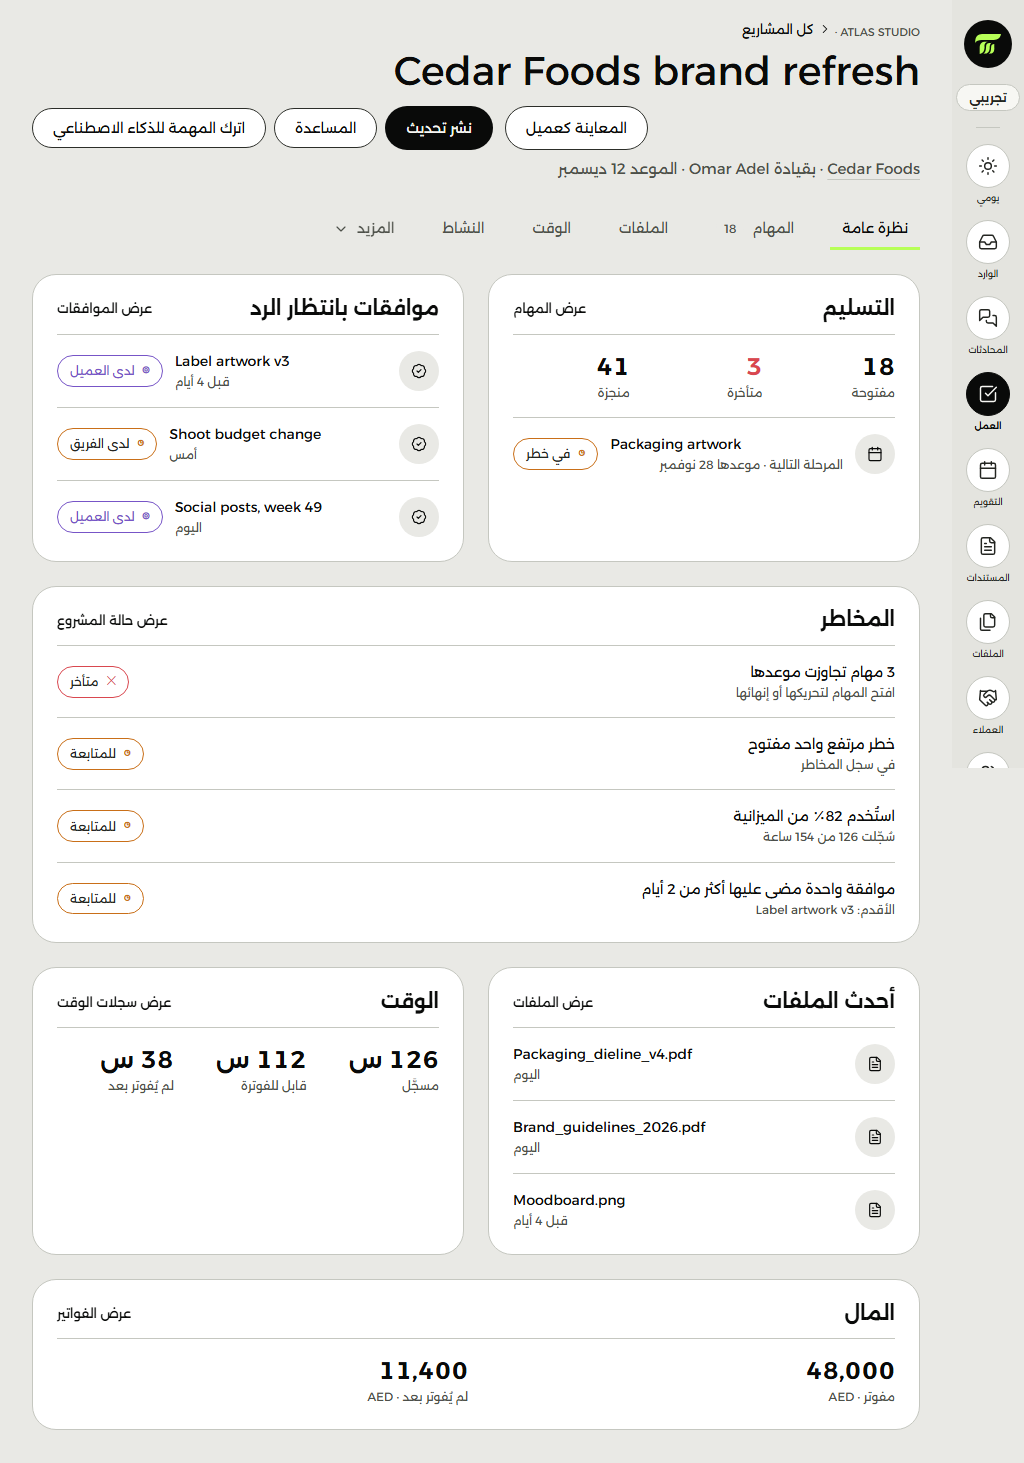 ATLAS STUDIO · كل المشاريع
Cedar Foods brand refresh
المعاينة كعميل
نشر تحديث
المساعدة
اترك المهمة للذكاء الاصطناعي
Cedar Foods · بقيادة Omar Adel · الموعد 12 ديسمبر
نظرة عامة
المهام 18
الملفات
الوقت
النشاط
المزيد
تجريبي
يومي
الوارد
المحادثات
العمل
التقويم
المستندات
الملفات
العملاء
التسليم
عرض المهام
18
مفتوحة
3
متأخرة
41
منجزة
Packaging artwork
المرحلة التالية · موعدها 28 نوفمبر
في خطر
موافقات بانتظار الرد
عرض الموافقات
Label artwork v3
قبل 4 أيام
لدى العميل
Shoot budget change
أمس
لدى الفريق
Social posts, week 49
اليوم
لدى العميل
المخاطر
عرض حالة المشروع
3 مهام تجاوزت موعدها
افتح المهام لتحريكها أو إنهائها
متأخر
خطر مرتفع واحد مفتوح
في سجل المخاطر
للمتابعة
استُخدم 82٪ من الميزانية
سُجّلت 126 من 154 ساعة
للمتابعة
موافقة واحدة مضى عليها أكثر من 2 أيام
الأقدم: Label artwork v3
للمتابعة
أحدث الملفات
عرض الملفات
Packaging_dieline_v4.pdf
اليوم
Brand_guidelines_2026.pdf
اليوم
Moodboard.png
قبل 4 أيام
الوقت
عرض سجلات الوقت
126 س
مسجّل
112 س
قابل للفوترة
38 س
لم يُفوتر بعد
المال
عرض الفواتير
48,000
مفوتر · AED
11,400
لم يُفوتر بعد · AED